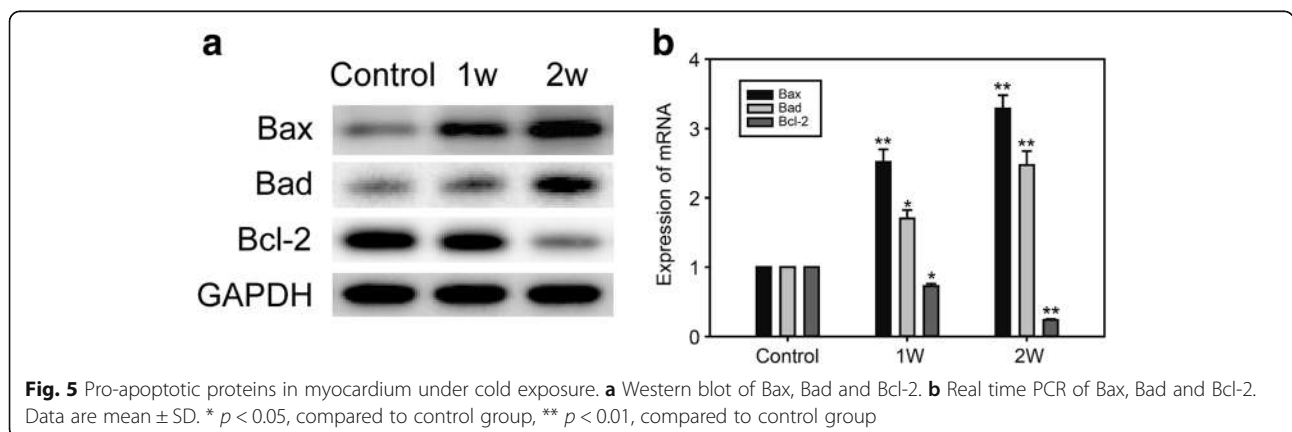 a
Control 1w 2w
Bax
Bad
Bcl-2
GAPDH
b
Expression of mRNA
4
3
2
1
0
Bax
Bad
Bcl-2
** * *
** ** **
Control 1W 2W
Fig. 5 Pro-apoptotic proteins in myocardium under cold exposure. a Western blot of Bax, Bad and Bcl-2. b Real time PCR of Bax, Bad and Bcl-2.
Data are mean ± SD. * p < 0.05, compared to control group, ** p < 0.01, compared to control group